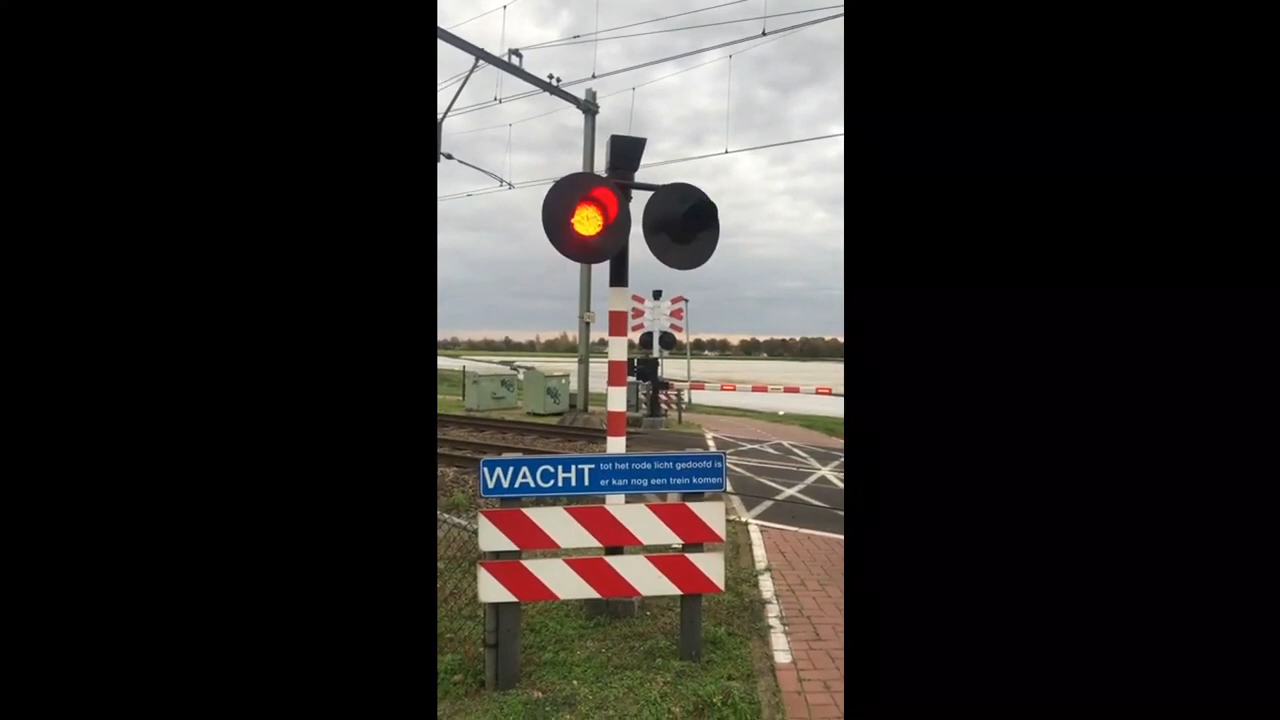 WACHT tot het rode licht gedoofd is
er kan nog een trein komen